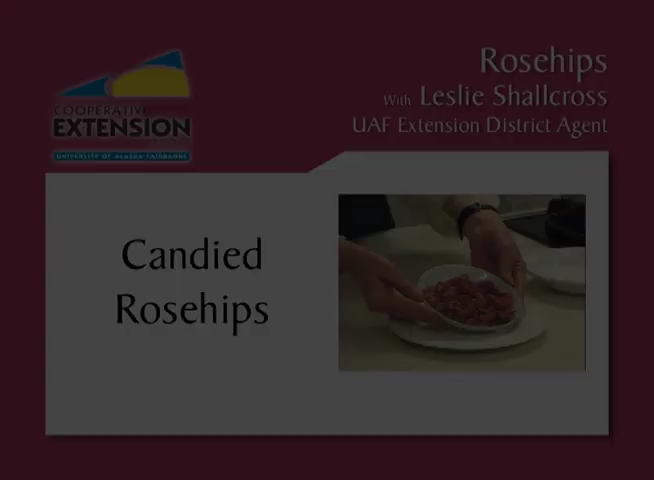 Rosehips
With Leslie Shallcross
UAF Extension District Agent
COOPERATIVE
EXTENSION
UNIVERSITY OF ALASKA FAIRBANKS
Candied
Rosehips